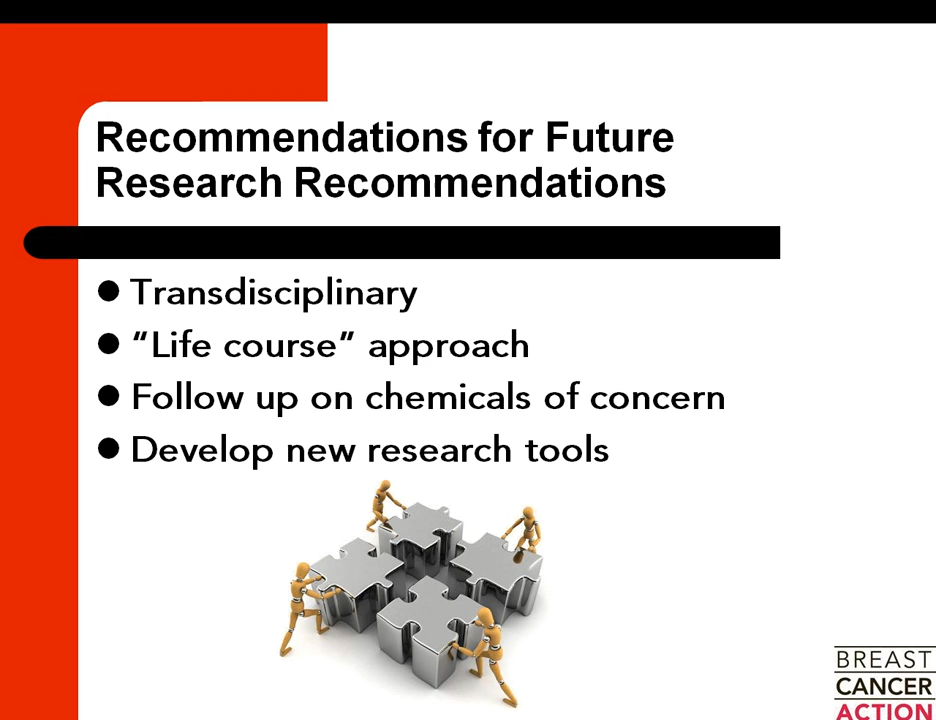 Recommendations for Future
Research Recommendations
● Transdisciplinary
● “Life course” approach
● Follow up on chemicals of concern
● Develop new research tools
BREAST
CANCER
ACTION